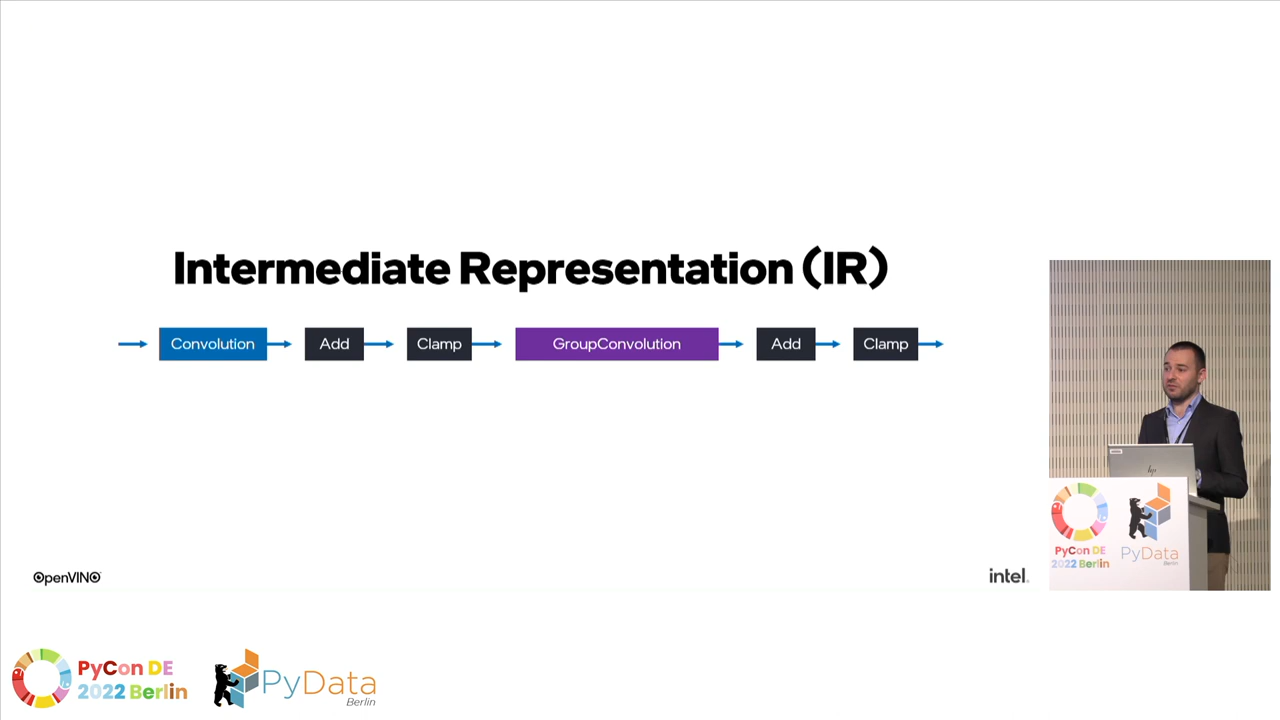 Intermediate Representation (IR)
Convolution Add Clamp GroupConvolution Add Clamp
OpenVINO
intel.
hp
PyCon DE
2022 Berlin
PyData
Berlin
PyCon DE
2022 Berlin
PyData
Berlin